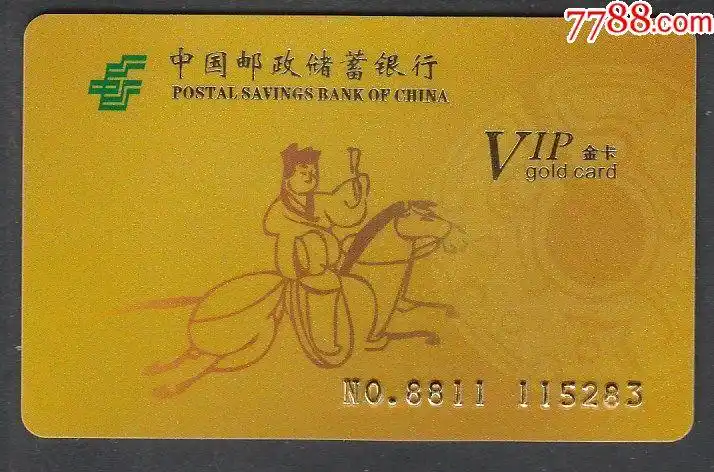 7788.com
中国邮政储蓄银行
POSTAL SAVINGS BANK OF CHINA
VIP 金卡
gold card
NO.8811 115283